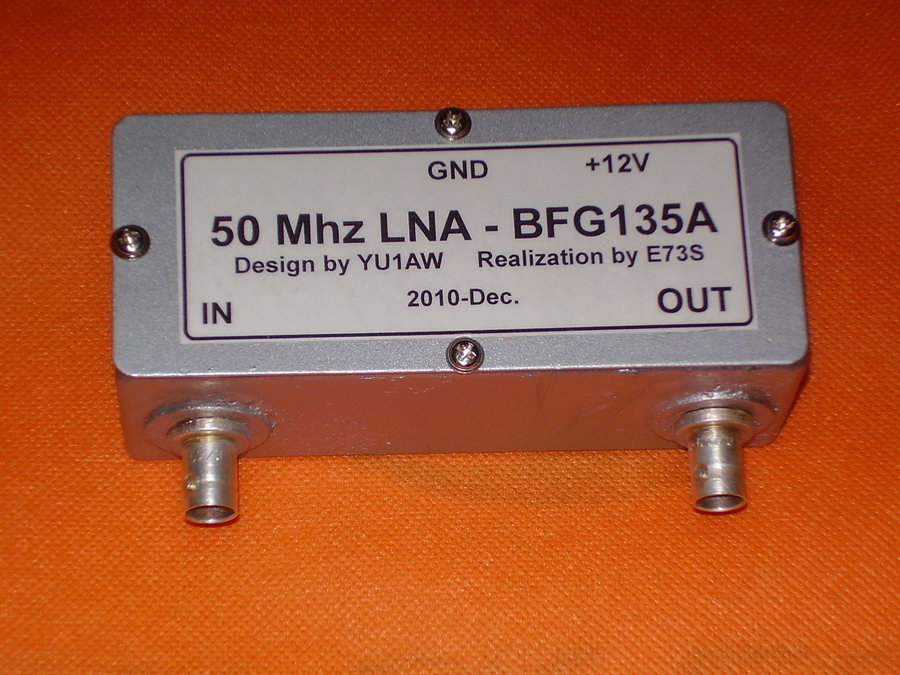 GND +12V
50 Mhz LNA - BFG135A
Design by YU1AW Realization by E73S
2010-Dec.
IN OUT